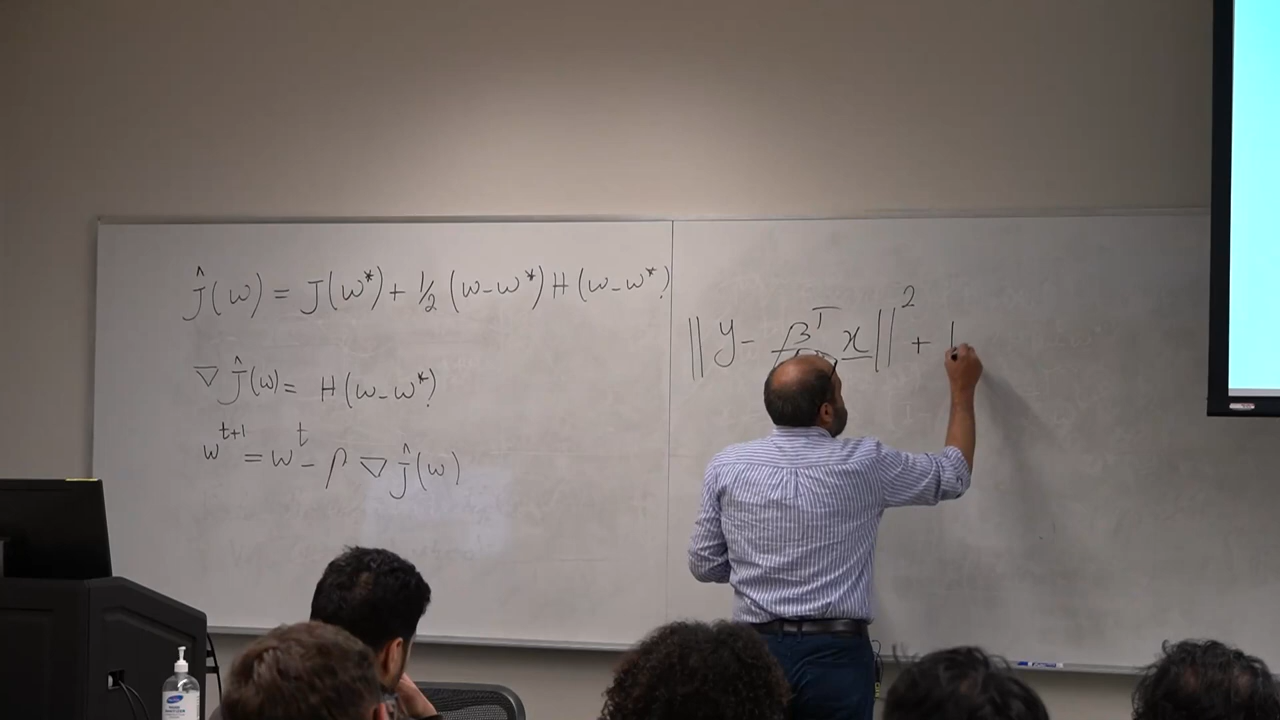 Ĵ(w) = J(w*) + 1/2 (w-w*) H (w-w*)
∇Ĵ(w) = H(w-w*)
w^{t+1} = w^t - ρ ∇Ĵ(w)
||y - β^T x||^2 +